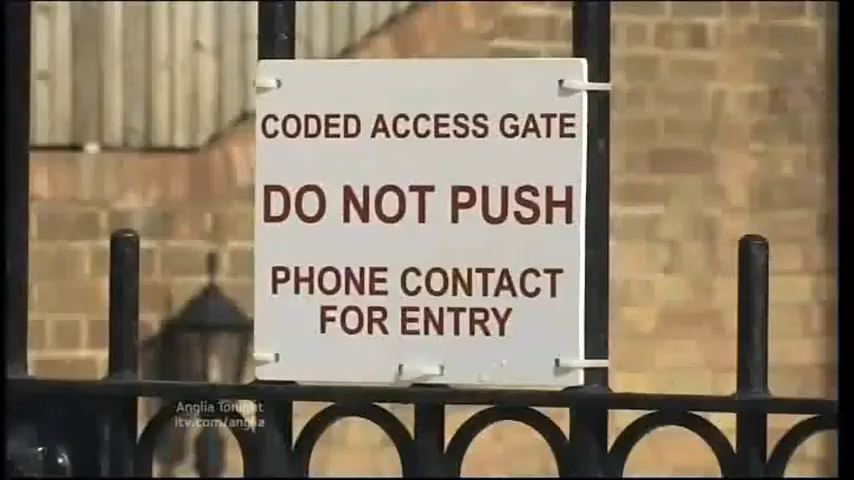 CODED ACCESS GATE
DO NOT PUSH
PHONE CONTACT
FOR ENTRY
Anglia Tonight
itv.com/anglia